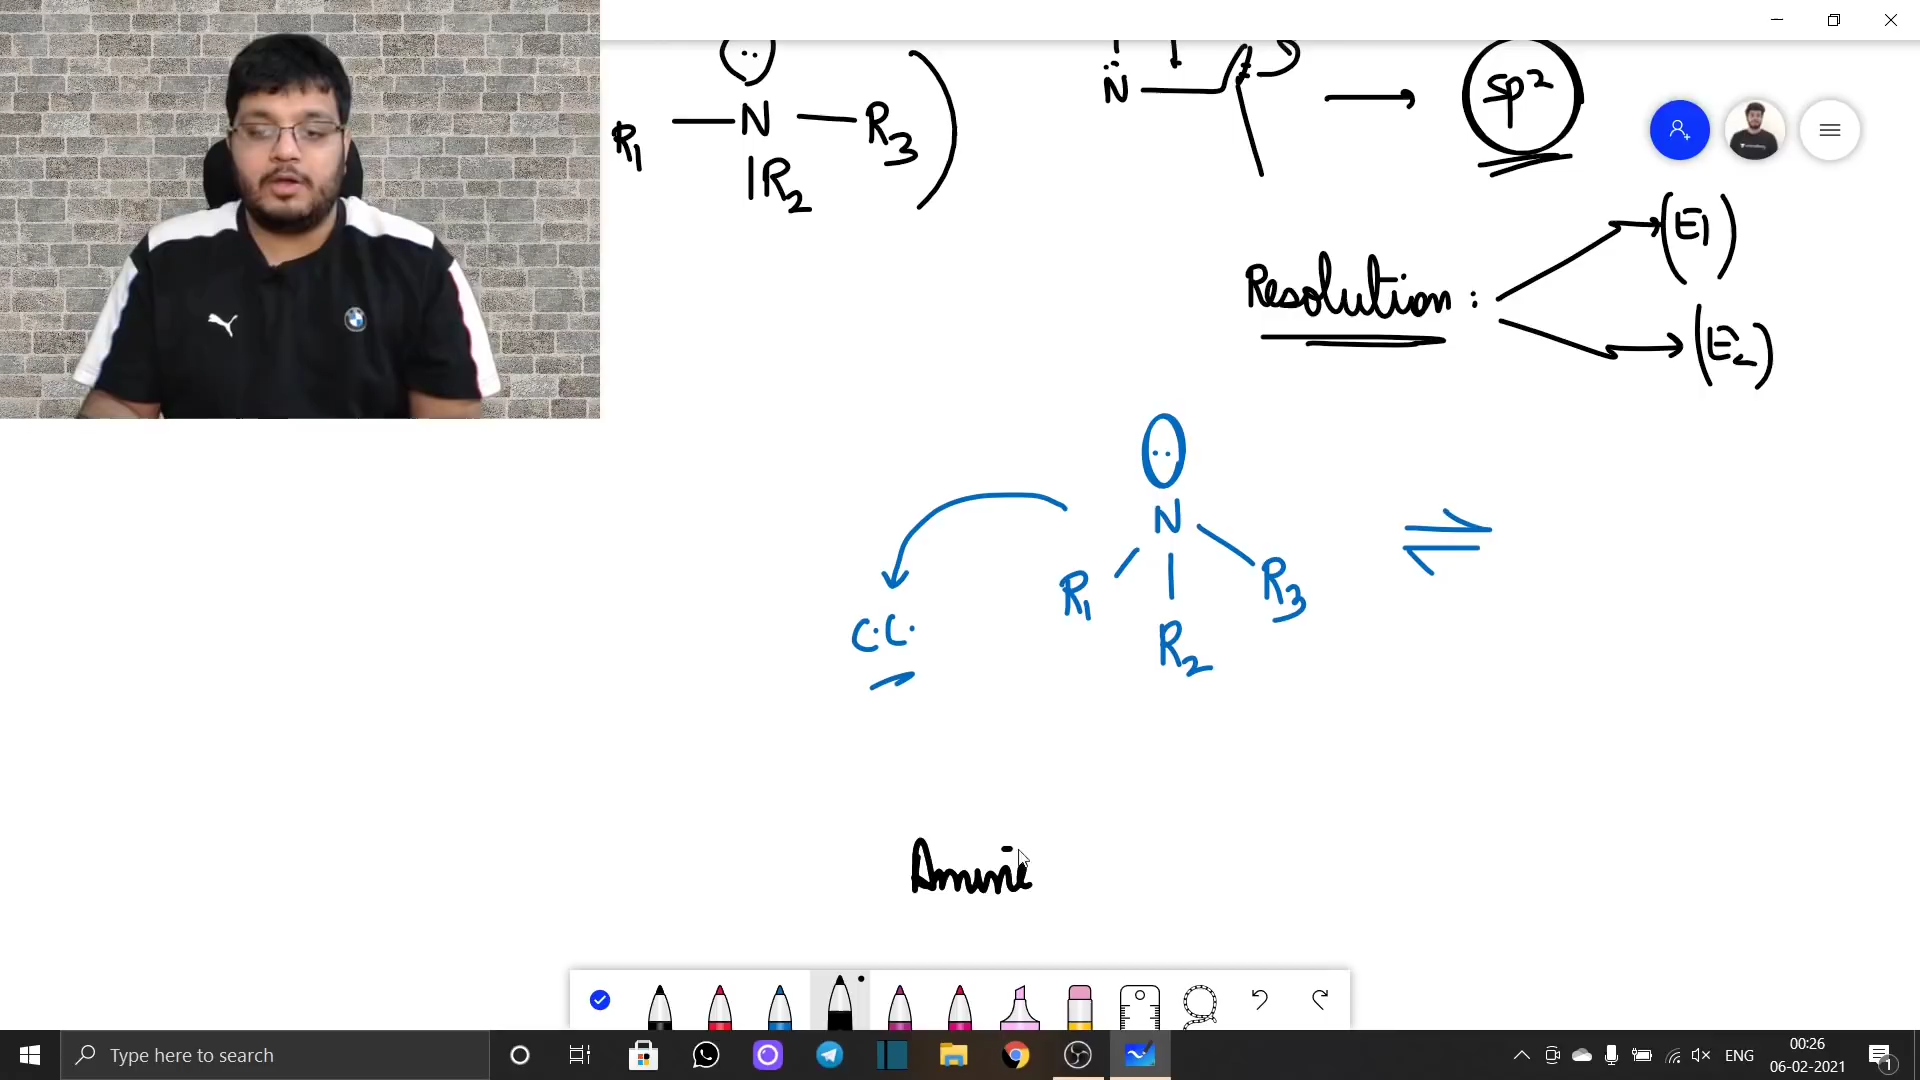 R1 — N — R3
| R2
N
sp²
Resolution :
(E1)
(E2)
N
R1
R2
R3
C.C.
Amine
Type here to search
ENG
00:26
06-02-2021
1